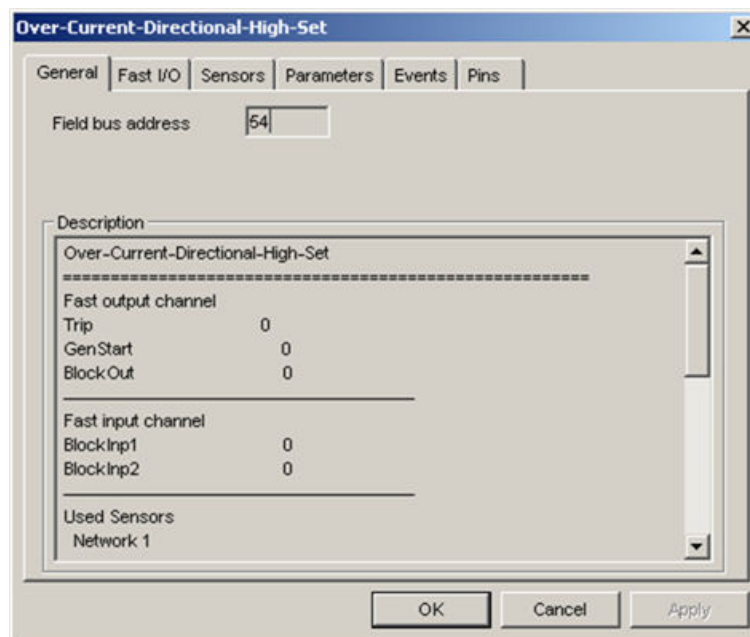 Over-Current-Directional-High-Set
General Fast I/O Sensors Parameters Events Pins
Field bus address 54
Description
Over-Current-Directional-High-Set
=======================================================
Fast output channel
Trip 0
GenStart 0
BlockOut 0
Fast input channel
BlockInp1 0
BlockInp2 0
Used Sensors
Network 1
OK Cancel Apply